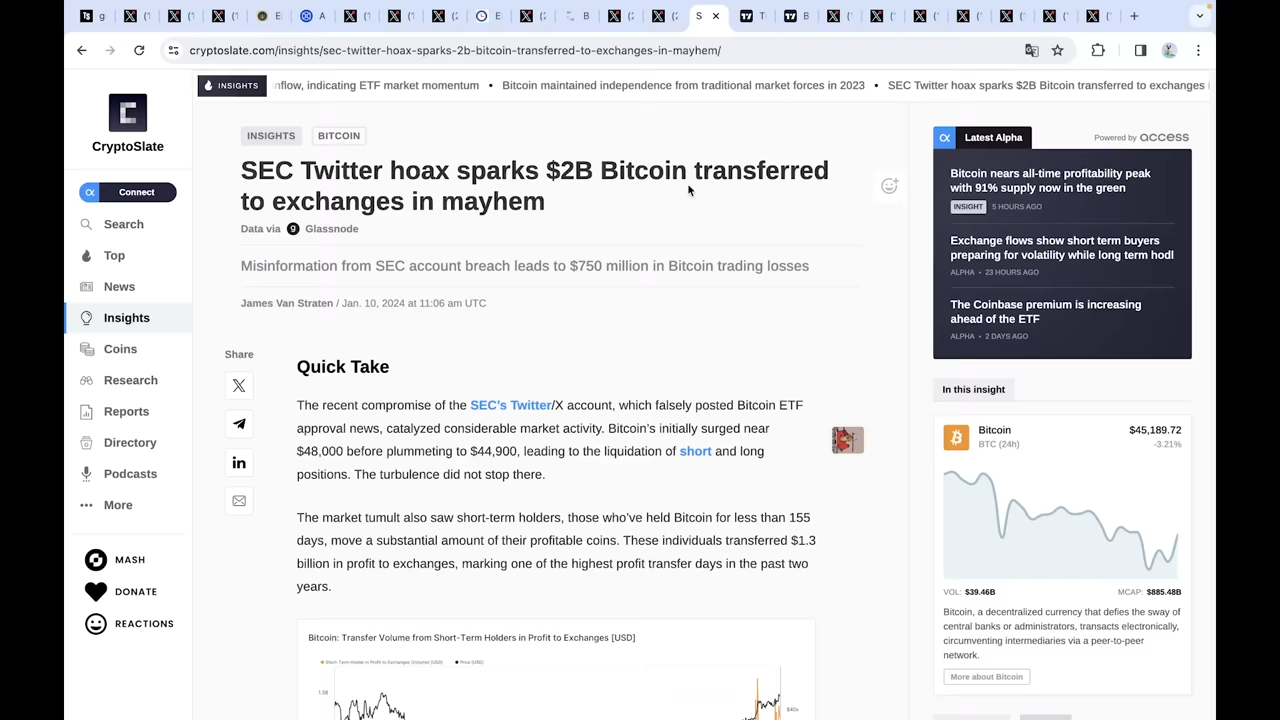 cryptoslate.com/insights/sec-twitter-hoax-sparks-2b-bitcoin-transferred-to-exchanges-in-mayhem/
INSIGHTS
nflow, indicating ETF market momentum • Bitcoin maintained independence from traditional market forces in 2023 • SEC Twitter hoax sparks $2B Bitcoin transferred to exchanges i
CryptoSlate
Connect
Search
Top
News
Insights
Coins
Research
Reports
Directory
Podcasts
More
MASH
DONATE
REACTIONS
INSIGHTS BITCOIN
SEC Twitter hoax sparks $2B Bitcoin transferred
to exchanges in mayhem
Data via Glassnode
Misinformation from SEC account breach leads to $750 million in Bitcoin trading losses
James Van Straten / Jan. 10, 2024 at 11:06 am UTC
Share
Quick Take
The recent compromise of the SEC's Twitter/X account, which falsely posted Bitcoin ETF
approval news, catalyzed considerable market activity. Bitcoin's initially surged near
$48,000 before plummeting to $44,900, leading to the liquidation of short and long
positions. The turbulence did not stop there.
The market tumult also saw short-term holders, those who've held Bitcoin for less than 155
days, move a substantial amount of their profitable coins. These individuals transferred $1.3
billion in profit to exchanges, marking one of the highest profit transfer days in the past two
years.
Bitcoin: Transfer Volume from Short-Term Holders in Profit to Exchanges [USD]
Short-Term Holder in Profit to Exchanges (Volume) [USD] Price [USD]
1.5B
$40k
Latest Alpha
Powered by access
Bitcoin nears all-time profitability peak
with 91% supply now in the green
INSIGHT 5 HOURS AGO
Exchange flows show short term buyers
preparing for volatility while long term hodl
ALPHA • 23 HOURS AGO
The Coinbase premium is increasing
ahead of the ETF
ALPHA • 2 DAYS AGO
In this insight
Bitcoin $45,189.72
BTC (24h) -3.21%
VOL: $39.46B MCAP: $885.48B
Bitcoin, a decentralized currency that defies the sway of
central banks or administrators, transacts electronically,
circumventing intermediaries via a peer-to-peer
network.
More about Bitcoin